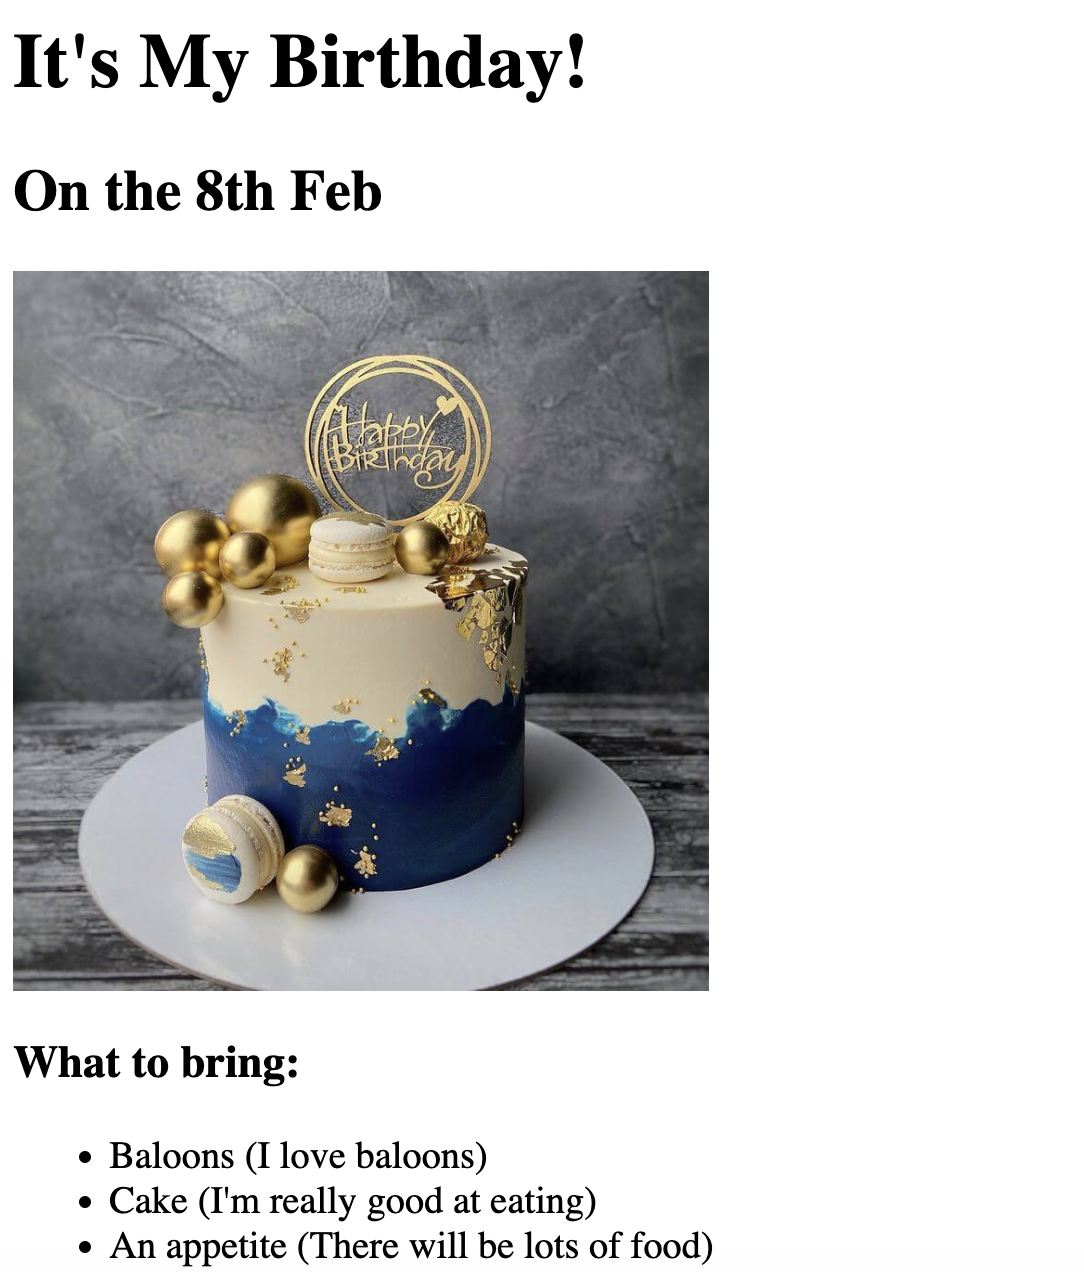 It's My Birthday!
On the 8th Feb
Happy
Birthday
What to bring:
• Baloons (I love baloons)
• Cake (I'm really good at eating)
• An appetite (There will be lots of food)